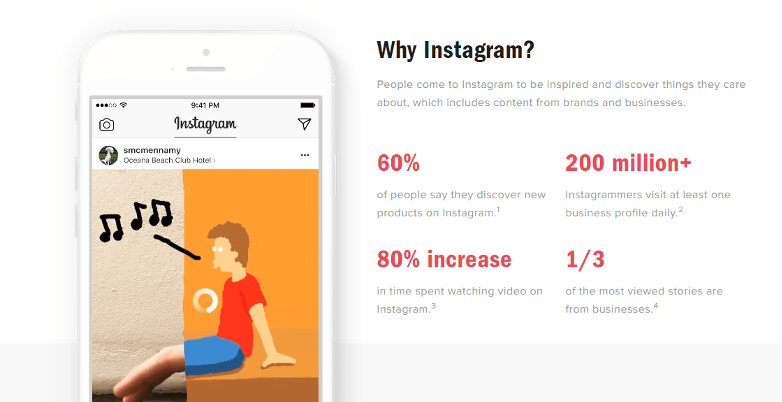 9:41 PM
Instagram
smcmennamy
Oceana Beach Club Hotel ›
Why Instagram?
People come to Instagram to be inspired and discover things they care
about, which includes content from brands and businesses.
60%
of people say they discover new
products on Instagram.1
200 million+
Instagrammers visit at least one
business profile daily.2
80% increase
in time spent watching video on
Instagram.3
1/3
of the most viewed stories are
from businesses.4